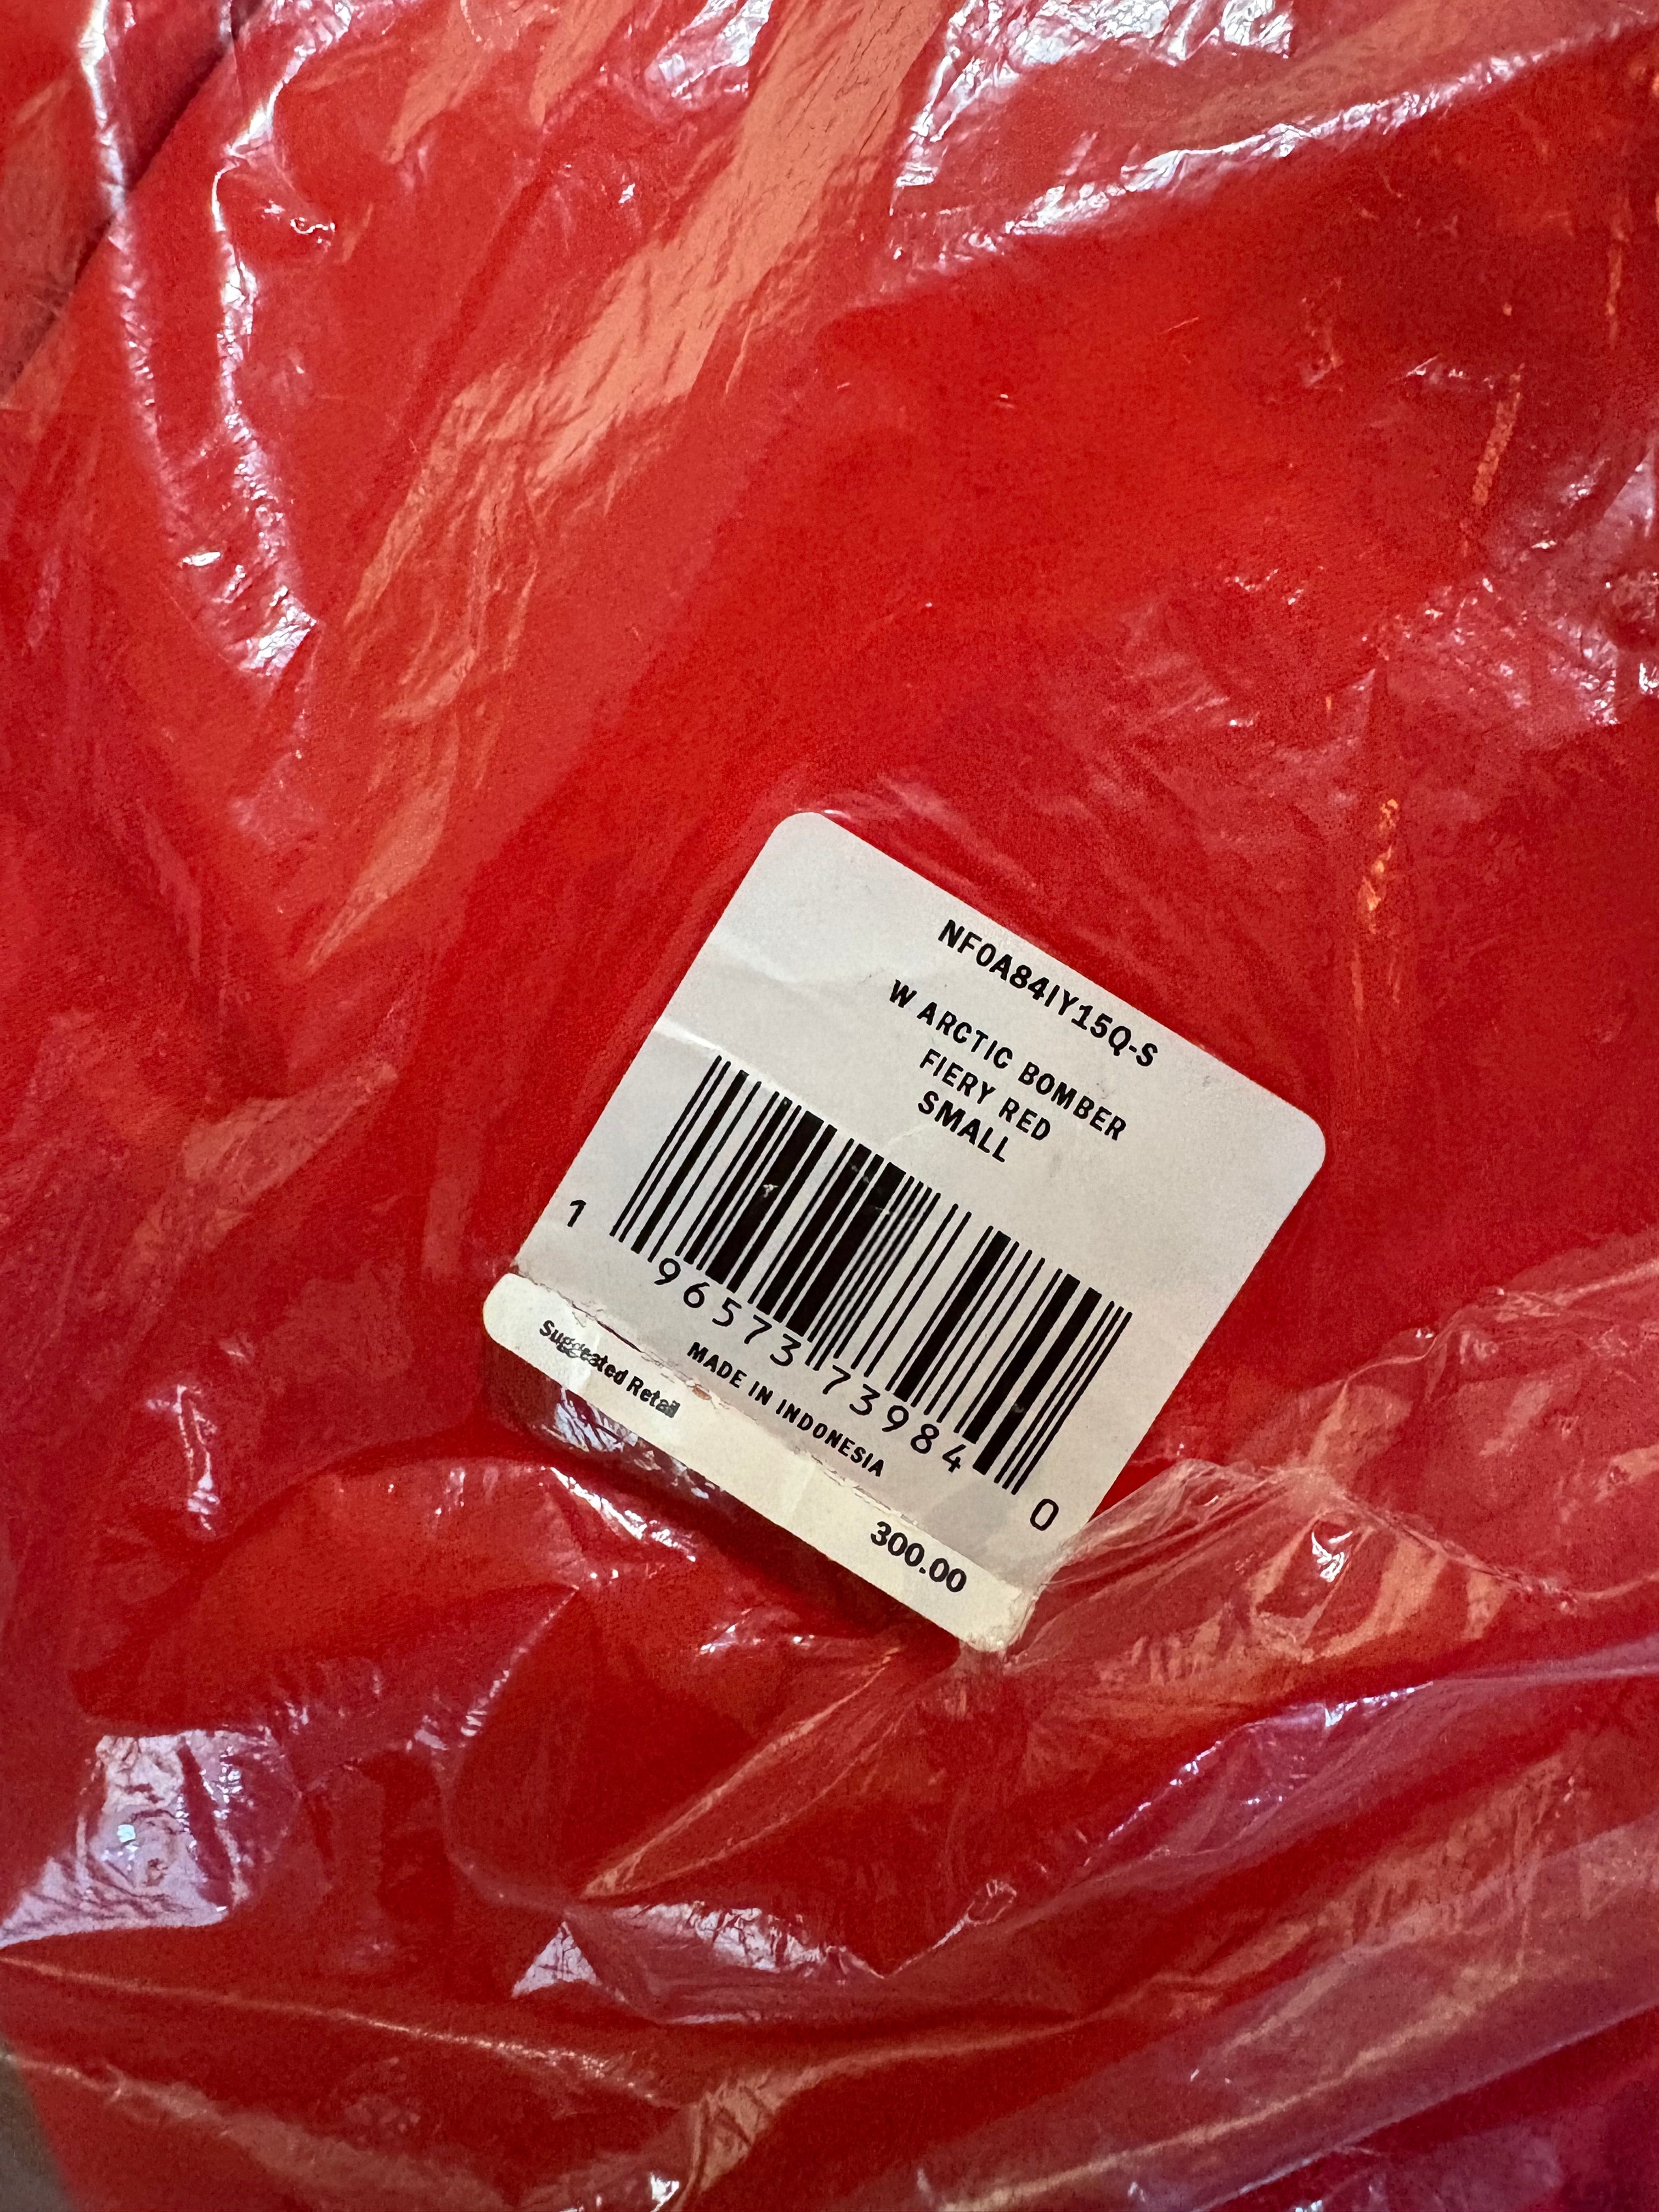 NF0A84IY15Q-S
W ARCTIC BOMBER
FIERY RED
SMALL
1 96573 73984 0
MADE IN INDONESIA
Suggested Retail 300.00